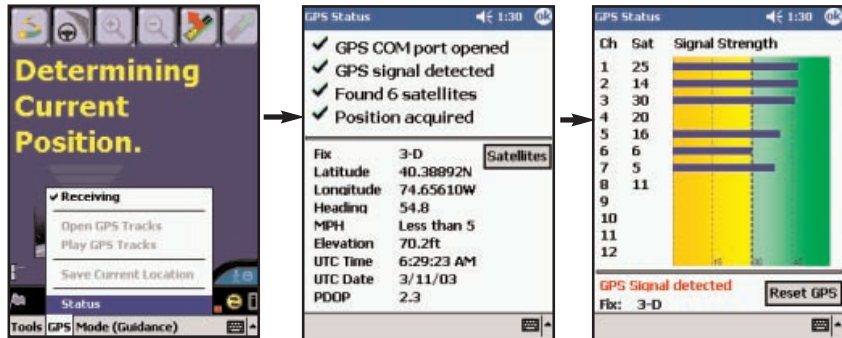 Determining
Current
Position.
Receiving
Open GPS Tracks
Play GPS Tracks
Save Current Location
Status
Tools GPS Mode (Guidance)
GPS Status 1:30 ok
GPS COM port opened
GPS signal detected
Found 6 satellites
Position acquired
Fix 3-D Satellites
Latitude 40.38892N
Longitude 74.65610W
Heading 54.8
MPH Less than 5
Elevation 70.2ft
UTC Time 6:29:23 AM
UTC Date 3/11/03
PDOP 2.3
GPS Status 1:30 ok
Ch Sat Signal Strength
1 25
2 14
3 30
4 20
5 16
6 6
7 5
8 11
9
10
11
12
GPS Signal detected
Fix: 3-D
Reset GPS